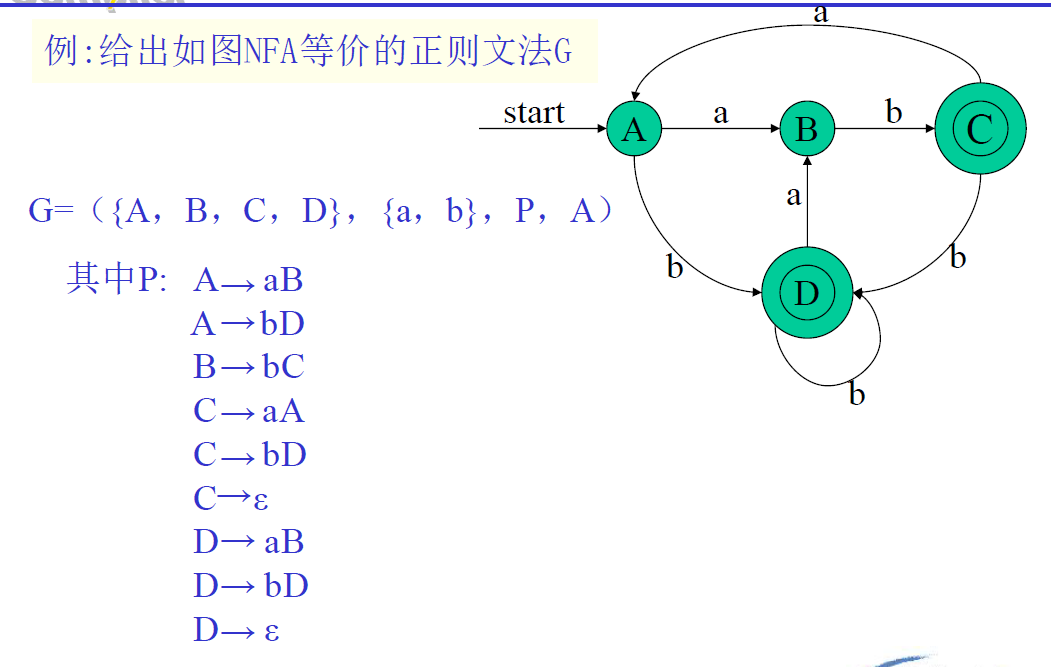 例:给出如图NFA等价的正则文法G
a
start
A
a
B
b
C
G=（{A，B，C，D}，{a，b}，P，A）
a
b
b
D
b
其中P: A→aB
A→bD
B→bC
C→aA
C→bD
C→ε
D→aB
D→bD
D→ε